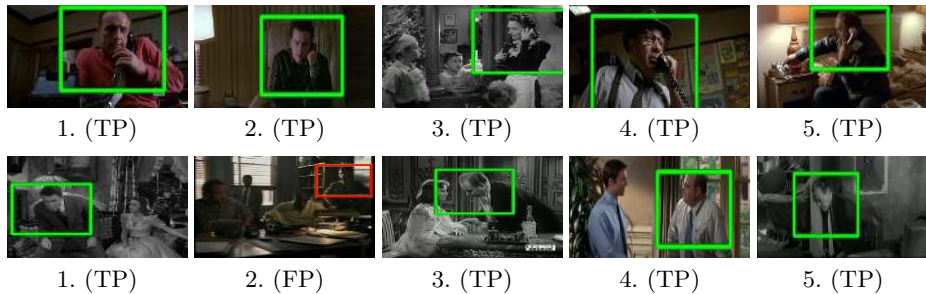 1. (TP) 2. (TP) 3. (TP) 4. (TP) 5. (TP)
1. (TP) 2. (FP) 3. (TP) 4. (TP) 5. (TP)